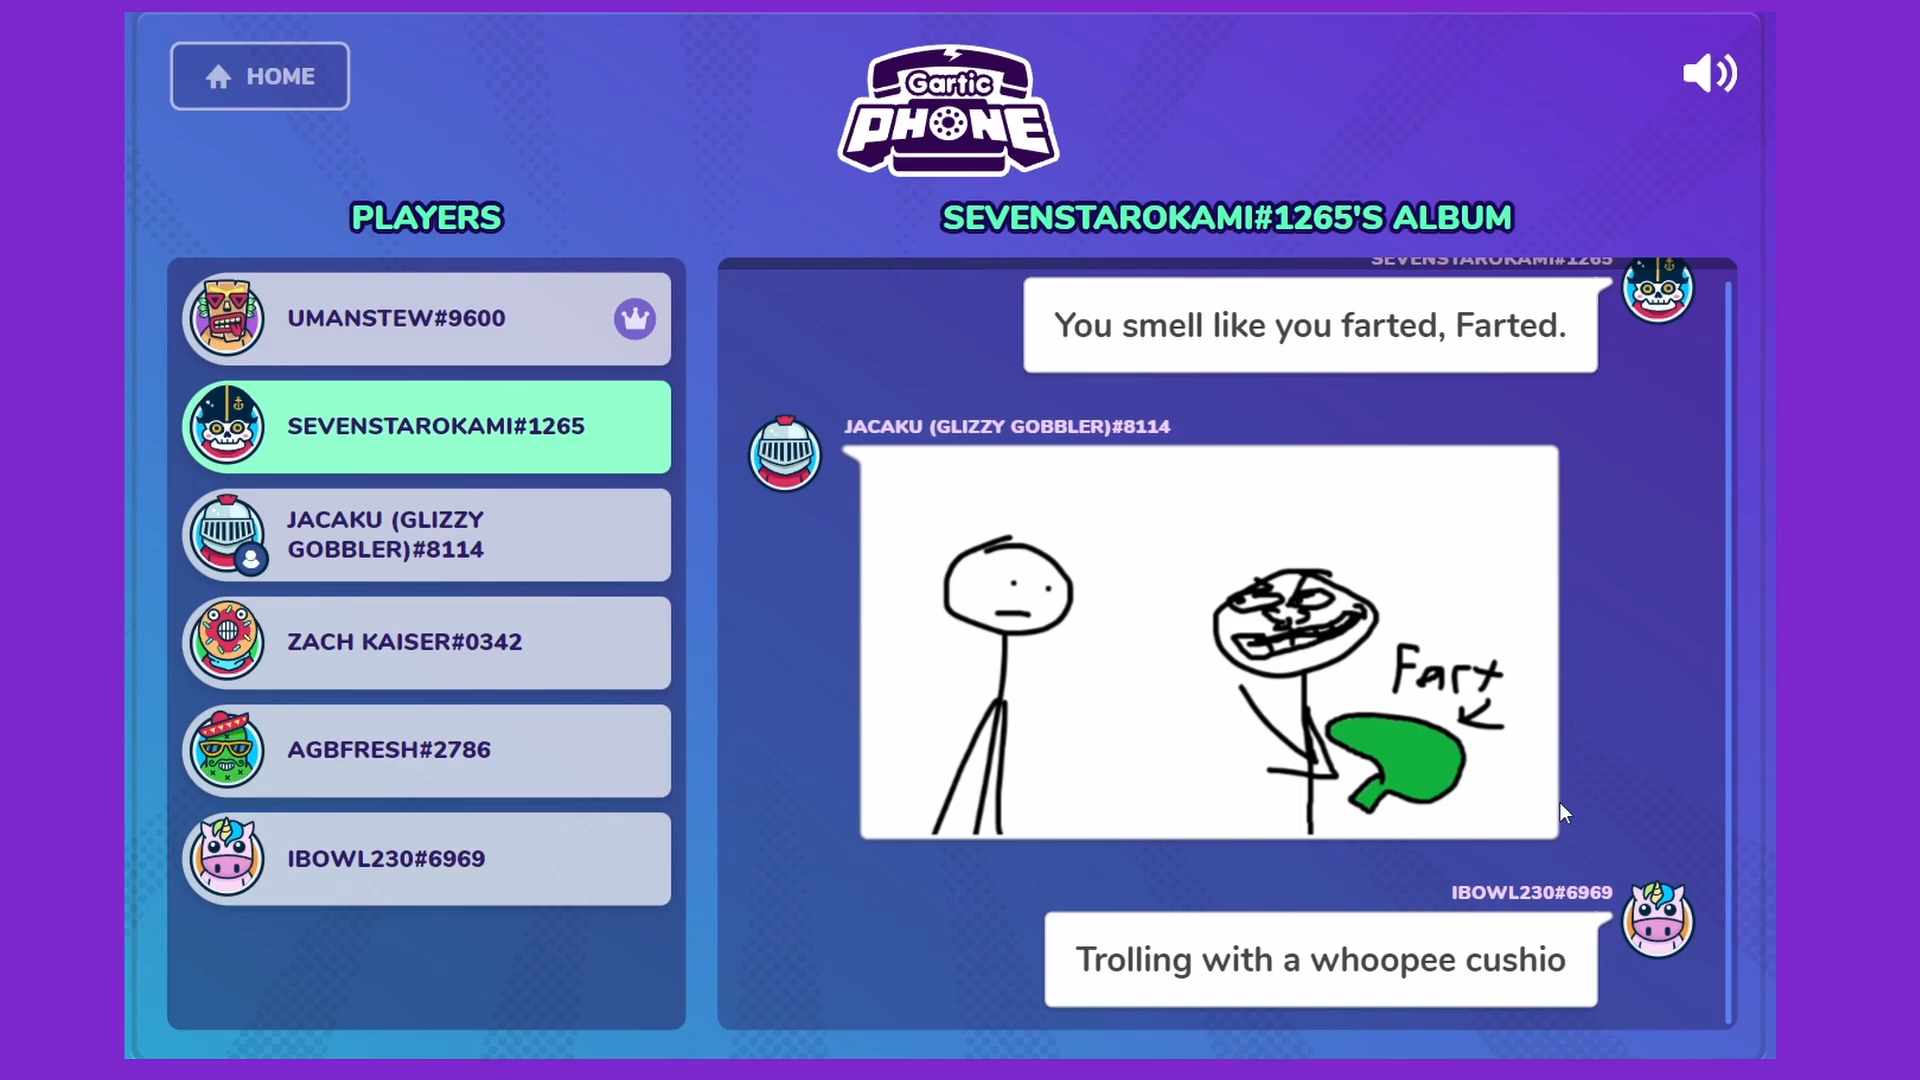 HOME
Gartic
PHONE
PLAYERS
SEVENSTAROKAMI#1265'S ALBUM
UMANSTEW#9600
SEVENSTAROKAMI#1265
JACAKU (GLIZZY
GOBBLER)#8114
ZACH KAISER#0342
AGBFRESH#2786
IBOWL230#6969
SEVENSTAROKAMI#1265
You smell like you farted, Farted.
JACAKU (GLIZZY GOBBLER)#8114
Fart
IBOWL230#6969
Trolling with a whoopee cushio